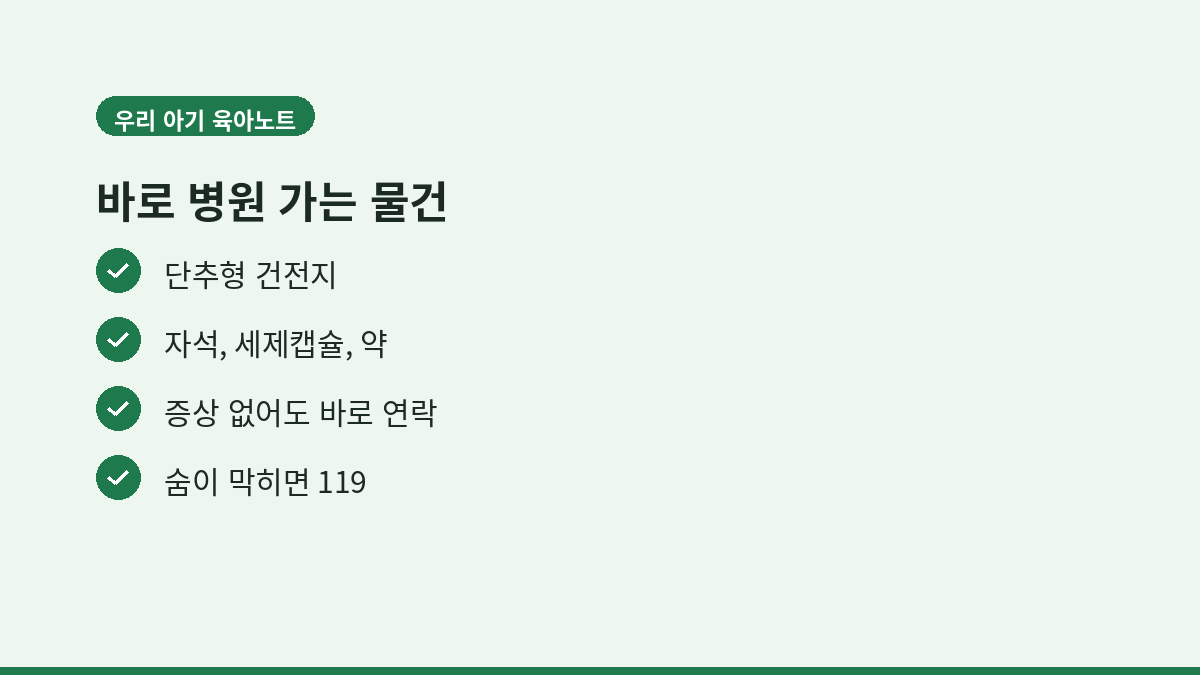 우리 아기 육아노트
바로 병원 가는 물건
단추형 건전지
자석, 세제캡슐, 약
증상 없어도 바로 연락
숨이 막히면 119